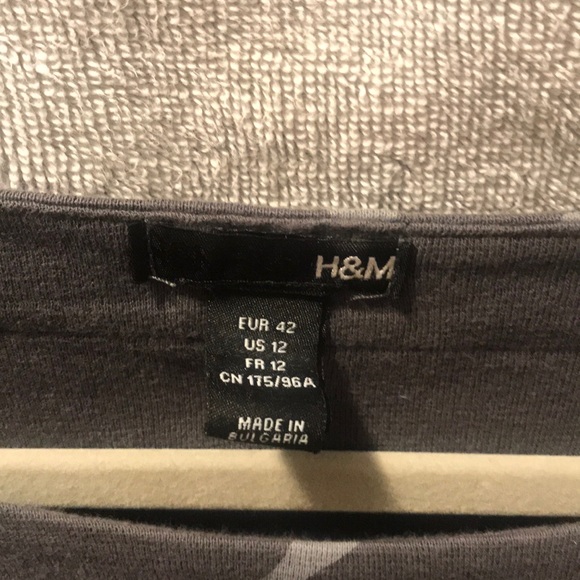 H&M
EUR 42
US 12
FR 12
CN 175/96A
MADE IN
BULGARIA